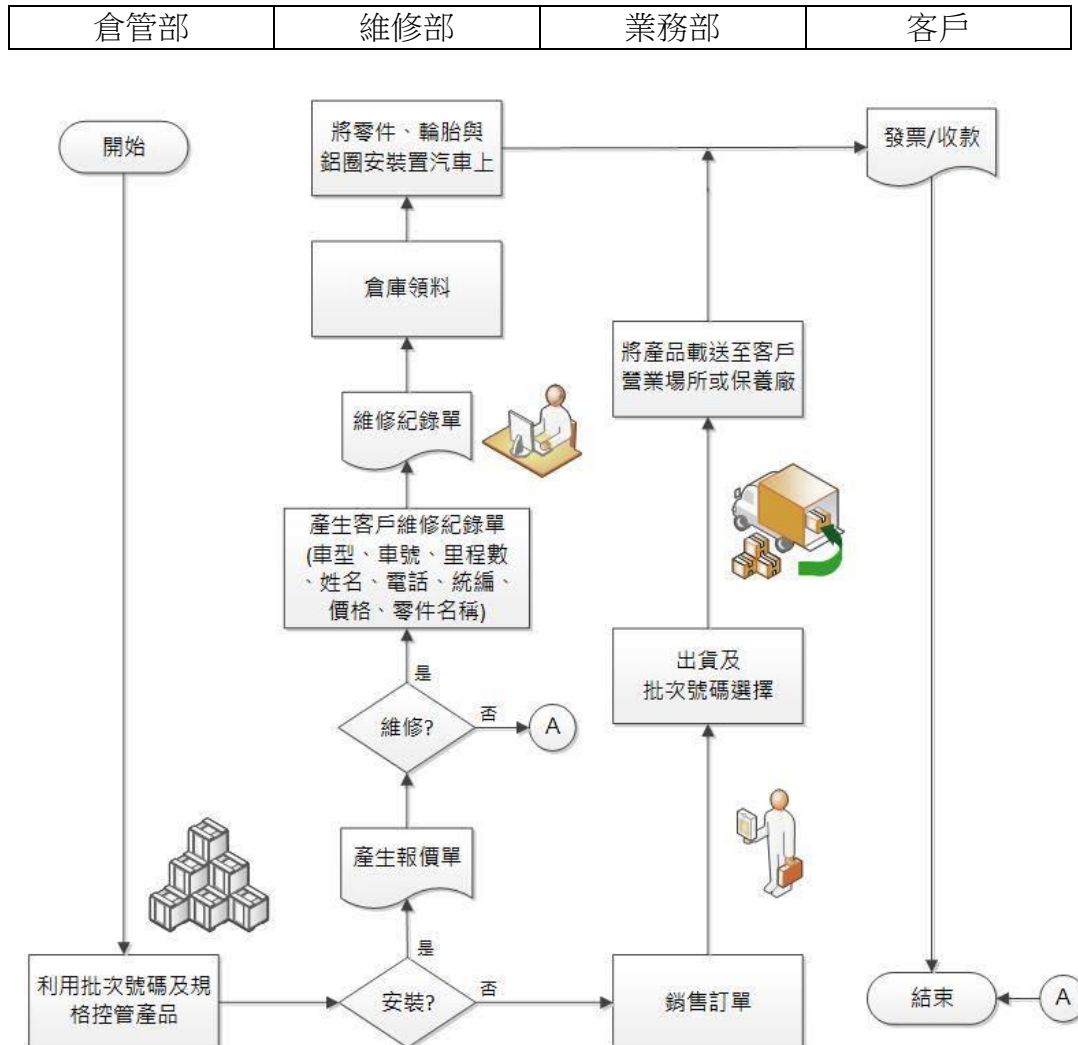 倉管部
維修部
業務部
客戶
開始
將零件、輪胎與
鋁圈安裝置汽車上
發票/收款
倉庫領料
將產品載送至客戶
營業場所或保養廠
維修紀錄單
產生客戶維修紀錄單
(車型、車號、里程數
、姓名、電話、統編、
價格、零件名稱)
出貨及
批次號碼選擇
是
維修?
否
A
產生報價單
是
利用批次號碼及規
格控管產品
安裝?
否
銷售訂單
結束
A